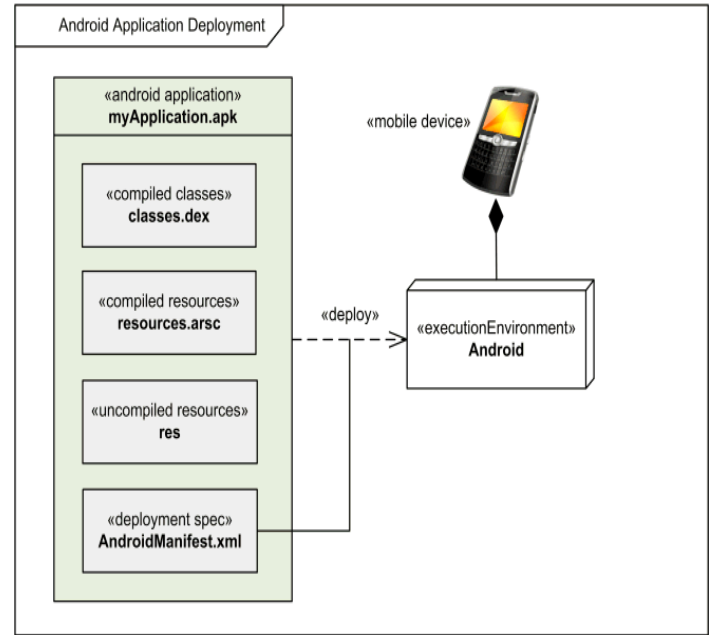 Android Application Deployment
«android application»
myApplication.apk
«mobile device»
«compiled classes»
classes.dex
«compiled resources»
resources.arsc
«deploy»
«executionEnvironment»
Android
«uncompiled resources»
res
«deployment spec»
AndroidManifest.xml